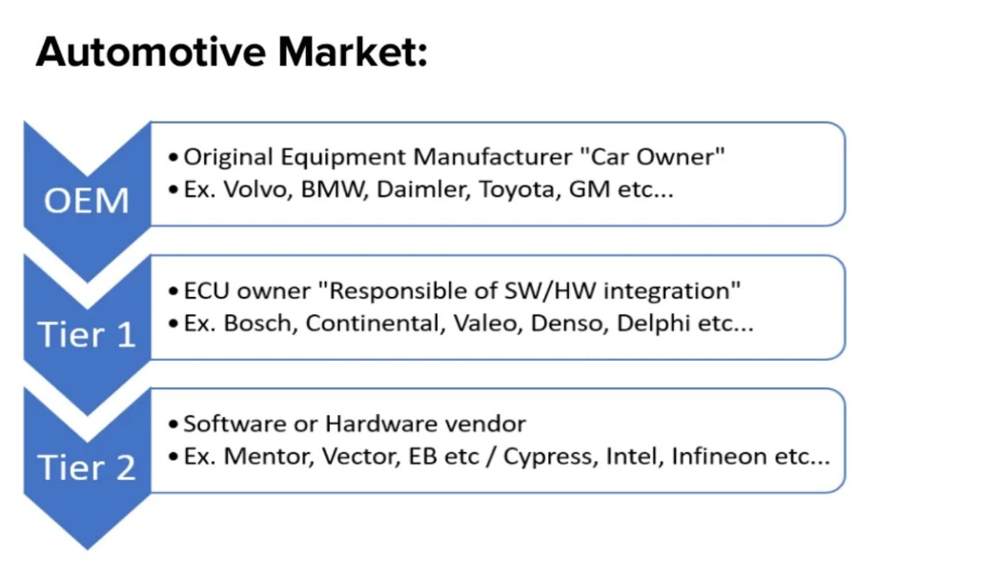 Automotive Market:
OEM
•Original Equipment Manufacturer "Car Owner"
•Ex. Volvo, BMW, Daimler, Toyota, GM etc...
Tier 1
•ECU owner "Responsible of SW/HW integration"
•Ex. Bosch, Continental, Valeo, Denso, Delphi etc...
Tier 2
•Software or Hardware vendor
•Ex. Mentor, Vector, EB etc / Cypress, Intel, Infineon etc...